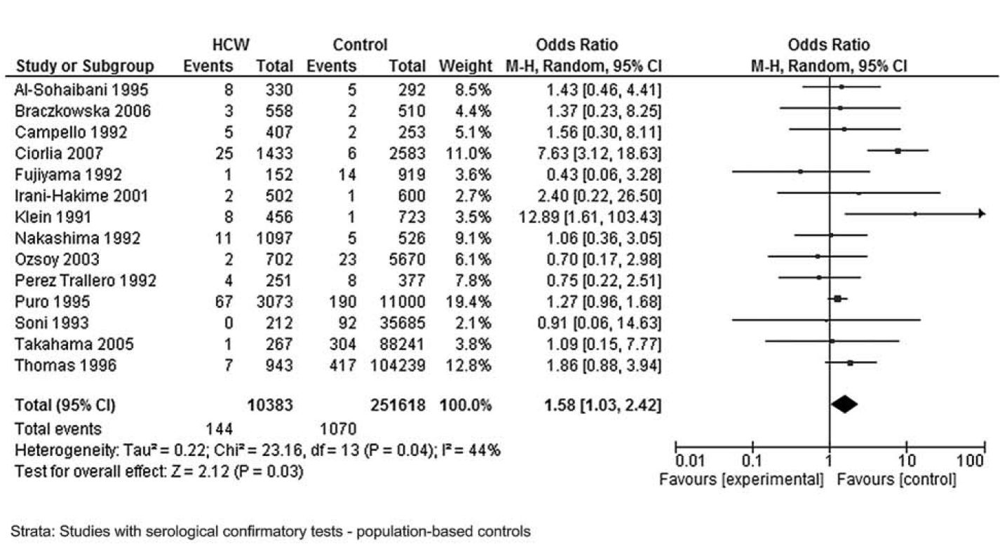 HCW Control Odds Ratio Odds Ratio
Study or Subgroup Events Total Events Total Weight M-H, Random, 95% CI M-H, Random, 95% CI
Al-Sohaibani 1995 8 330 5 292 8.5% 1.43 [0.46, 4.41]
Braczkowska 2006 3 558 2 510 4.4% 1.37 [0.23, 8.25]
Campello 1992 5 407 2 253 5.1% 1.56 [0.30, 8.11]
Ciorlia 2007 25 1433 6 2583 11.0% 7.63 [3.12, 18.63]
Fujiyama 1992 1 152 14 919 3.6% 0.43 [0.06, 3.28]
Irani-Hakime 2001 2 502 1 600 2.7% 2.40 [0.22, 26.50]
Klein 1991 8 456 1 723 3.5% 12.89 [1.61, 103.43]
Nakashima 1992 11 1097 5 526 9.1% 1.06 [0.36, 3.05]
Ozsoy 2003 2 702 23 5670 6.1% 0.70 [0.17, 2.98]
Perez Trallero 1992 4 251 8 377 7.8% 0.75 [0.22, 2.51]
Puro 1995 67 3073 190 11000 19.4% 1.27 [0.96, 1.68]
Soni 1993 0 212 92 35685 2.1% 0.91 [0.06, 14.63]
Takahama 2005 1 267 304 88241 3.8% 1.09 [0.15, 7.77]
Thomas 1996 7 943 417 104239 12.8% 1.86 [0.88, 3.94]
Total (95% CI) 10383 251618 100.0% 1.58 [1.03, 2.42]
Total events 144 1070
Heterogeneity: Tau² = 0.22; Chi² = 23.16, df = 13 (P = 0.04); I² = 44%
Test for overall effect: Z = 2.12 (P = 0.03)
0.01 0.1 1 10 100
Favours [experimental] Favours [control]
Strata: Studies with serological confirmatory tests - population-based controls